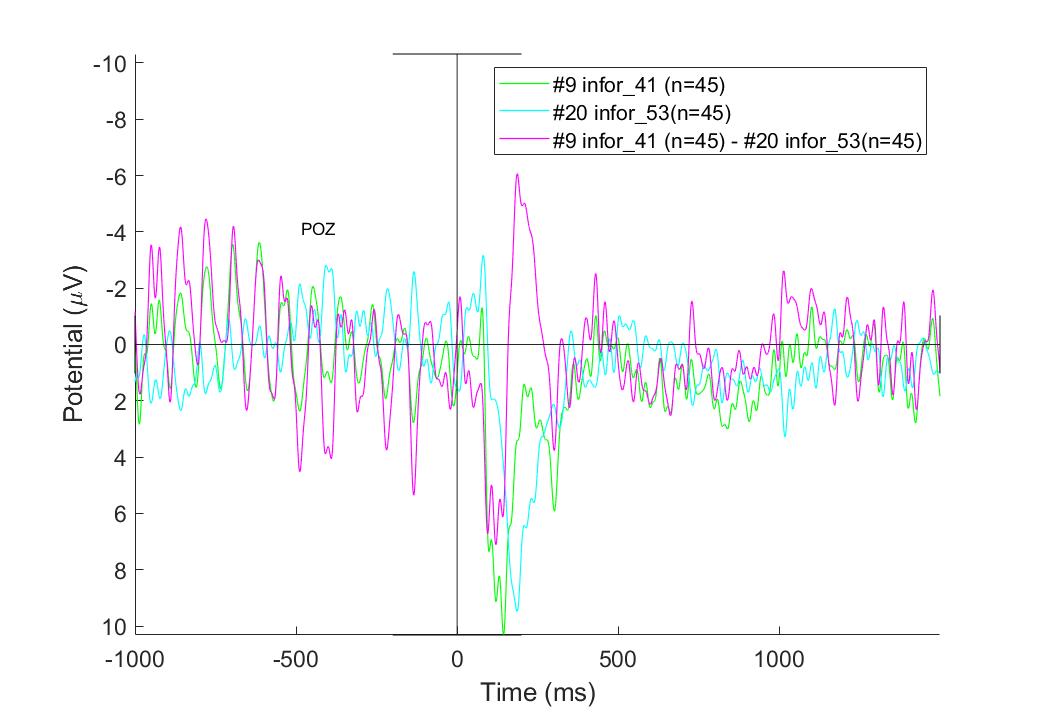 -10
-8
-6
-4
-2
0
2
4
6
8
10
Potential (μV)
#9 infor_41 (n=45)
#20 infor_53(n=45)
#9 infor_41 (n=45) - #20 infor_53(n=45)
POZ
-1000 -500 0 500 1000
Time (ms)